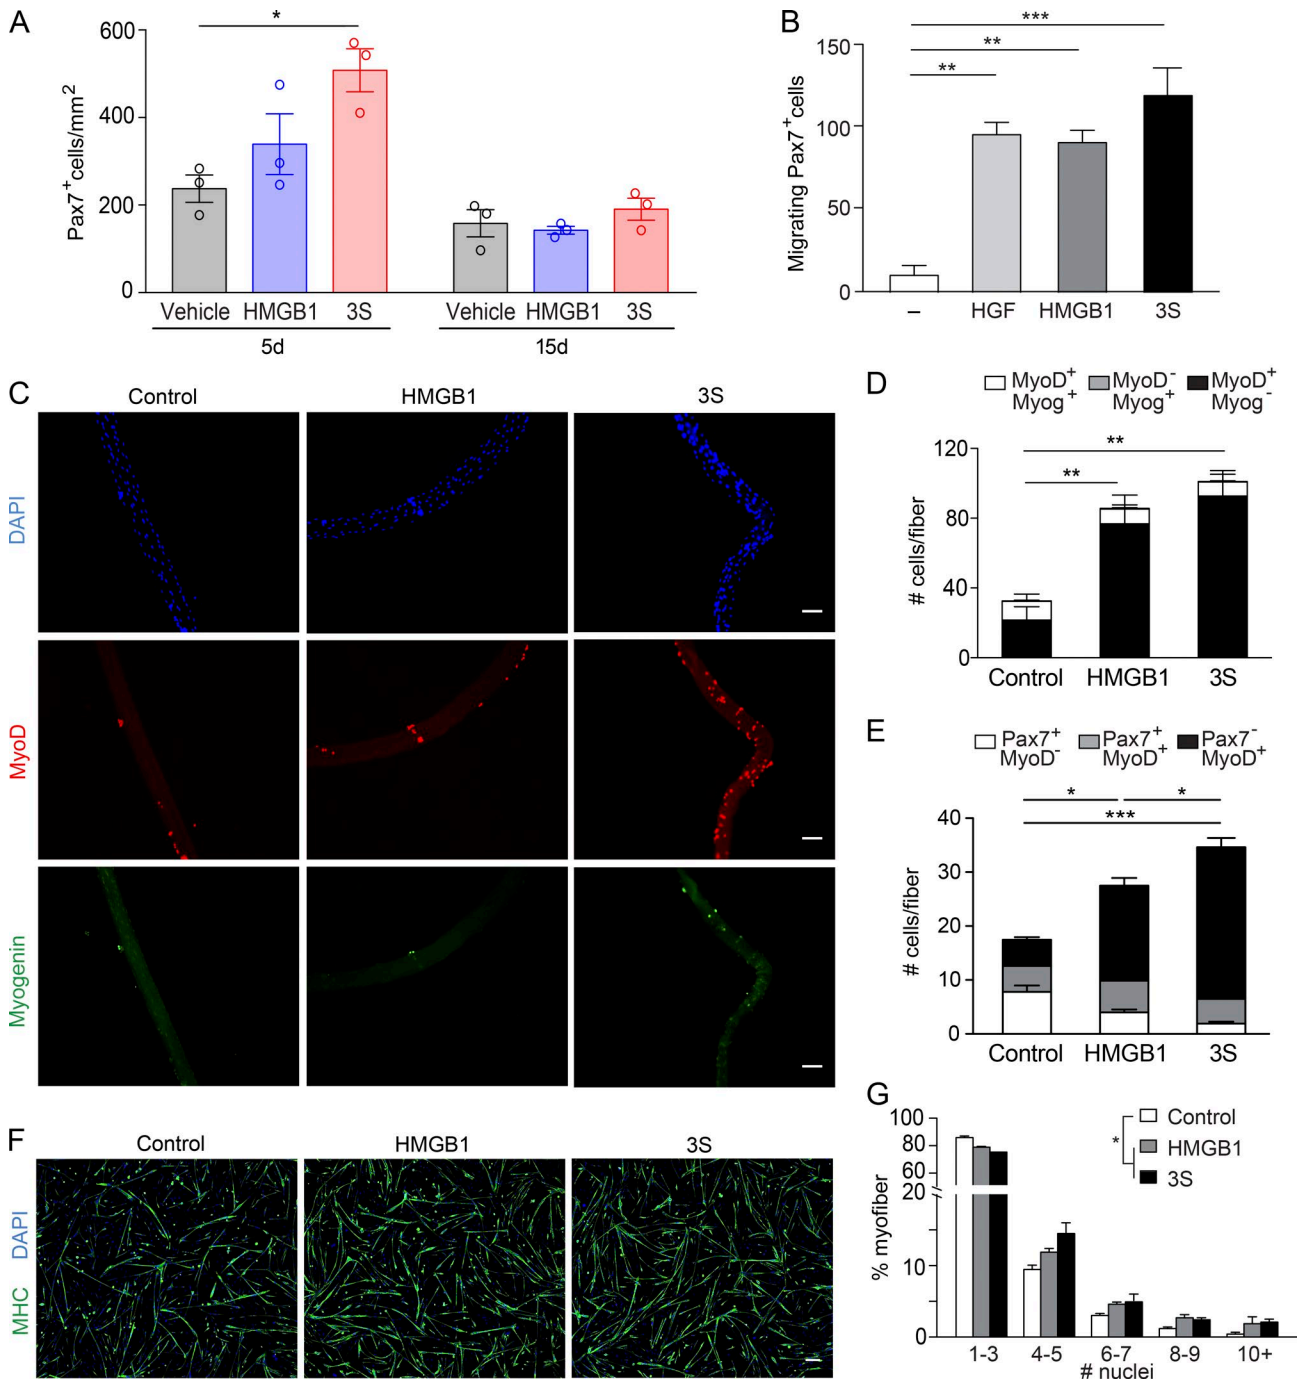 A
Pax7+cells/mm2
600
400
200
0
*
Vehicle HMGB1 3S Vehicle HMGB1 3S
5d 15d
B
Migrating Pax7+cells
150
100
50
0
***
**
**
– HGF HMGB1 3S
C
Control HMGB1 3S
DAPI
MyoD
Myogenin
D
MyoD+ MyoD- MyoD+
Myog+ Myog+ Myog-
# cells/fiber
120
80
40
0
**
**
Control HMGB1 3S
E
Pax7+ Pax7+ Pax7-
MyoD- MyoD+ MyoD+
# cells/fiber
40
30
20
10
0
* *
***
Control HMGB1 3S
F
Control HMGB1 3S
MHC DAPI
G
% myofiber
100
80
60
20
10
0
Control
* HMGB1
3S
1-3 4-5 6-7 8-9 10+
# nuclei